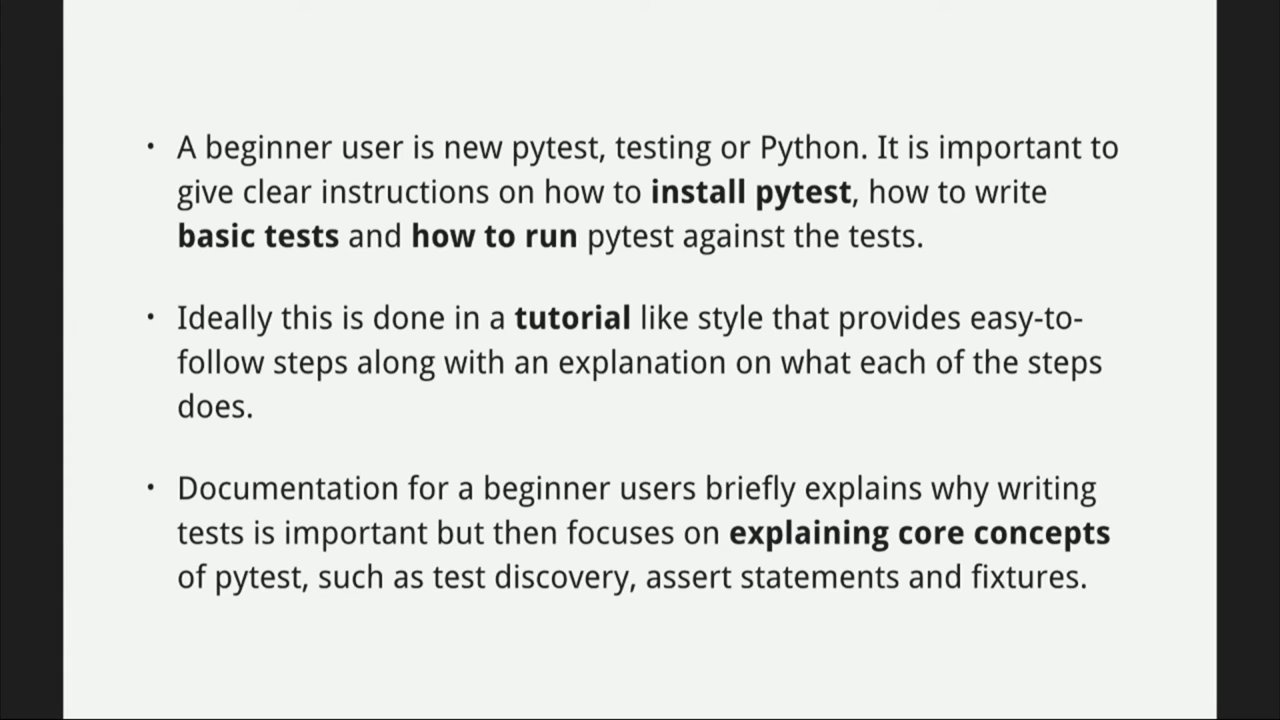 • A beginner user is new pytest, testing or Python. It is important to
give clear instructions on how to install pytest, how to write
basic tests and how to run pytest against the tests.
• Ideally this is done in a tutorial like style that provides easy-to-
follow steps along with an explanation on what each of the steps
does.
• Documentation for a beginner users briefly explains why writing
tests is important but then focuses on explaining core concepts
of pytest, such as test discovery, assert statements and fixtures.